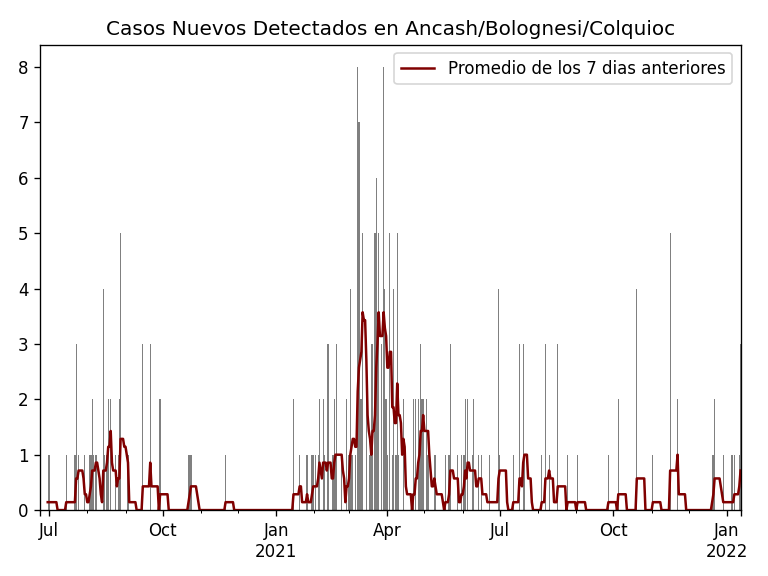 Casos Nuevos Detectados en Ancash/Bolognesi/Colquioc
Promedio de los 7 dias anteriores
8
7
6
5
4
3
2
1
0
Jul
Oct
Jan
2021
Apr
Jul
Oct
Jan
2022